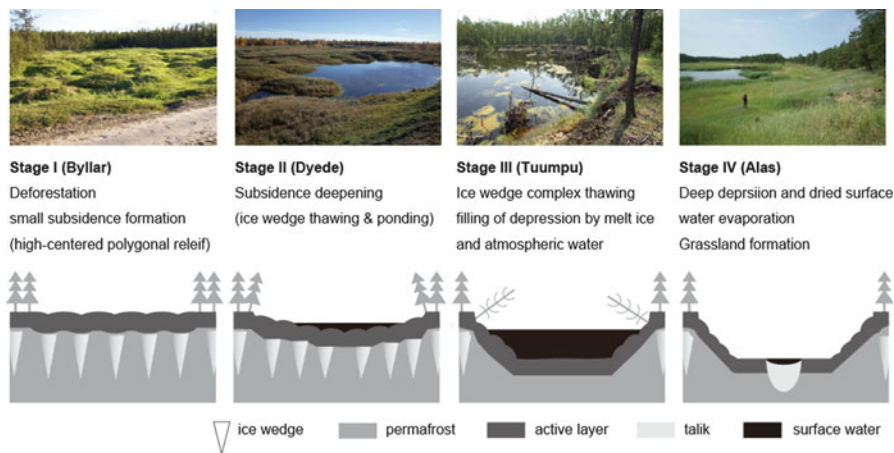 Stage I (Byllar)
Deforestation
small subsidence formation
(high-centered polygonal releif)
Stage II (Dyede)
Subsidence deepening
(ice wedge thawing & ponding)
Stage III (Tuumpu)
Ice wedge complex thawing
filling of depression by melt ice
and atmospheric water
Stage IV (Alas)
Deep deprsiion and dried surface
water evaporation
Grassland formation
ice wedge
permafrost
active layer
talik
surface water